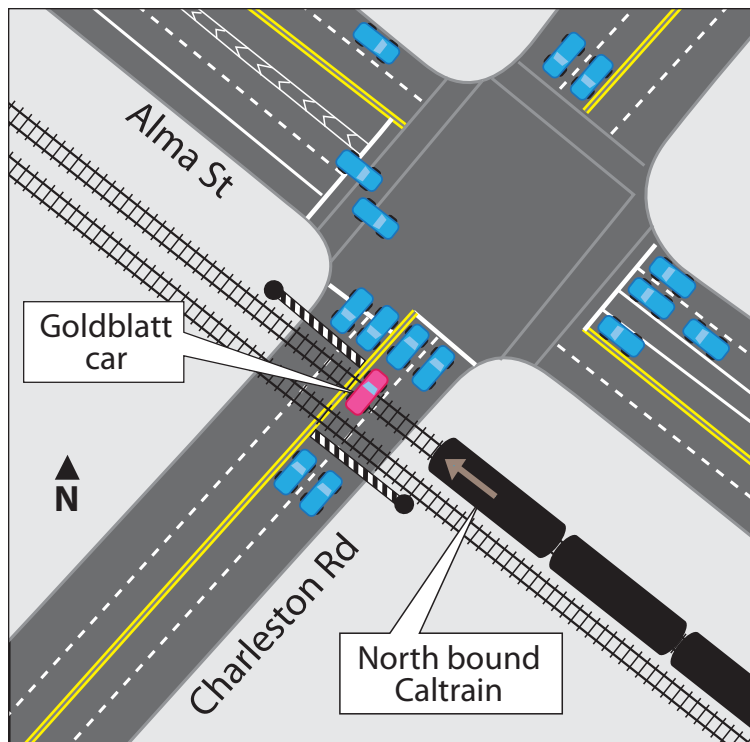 Alma St
Goldblatt
car
N
Charleston Rd
North bound
Caltrain